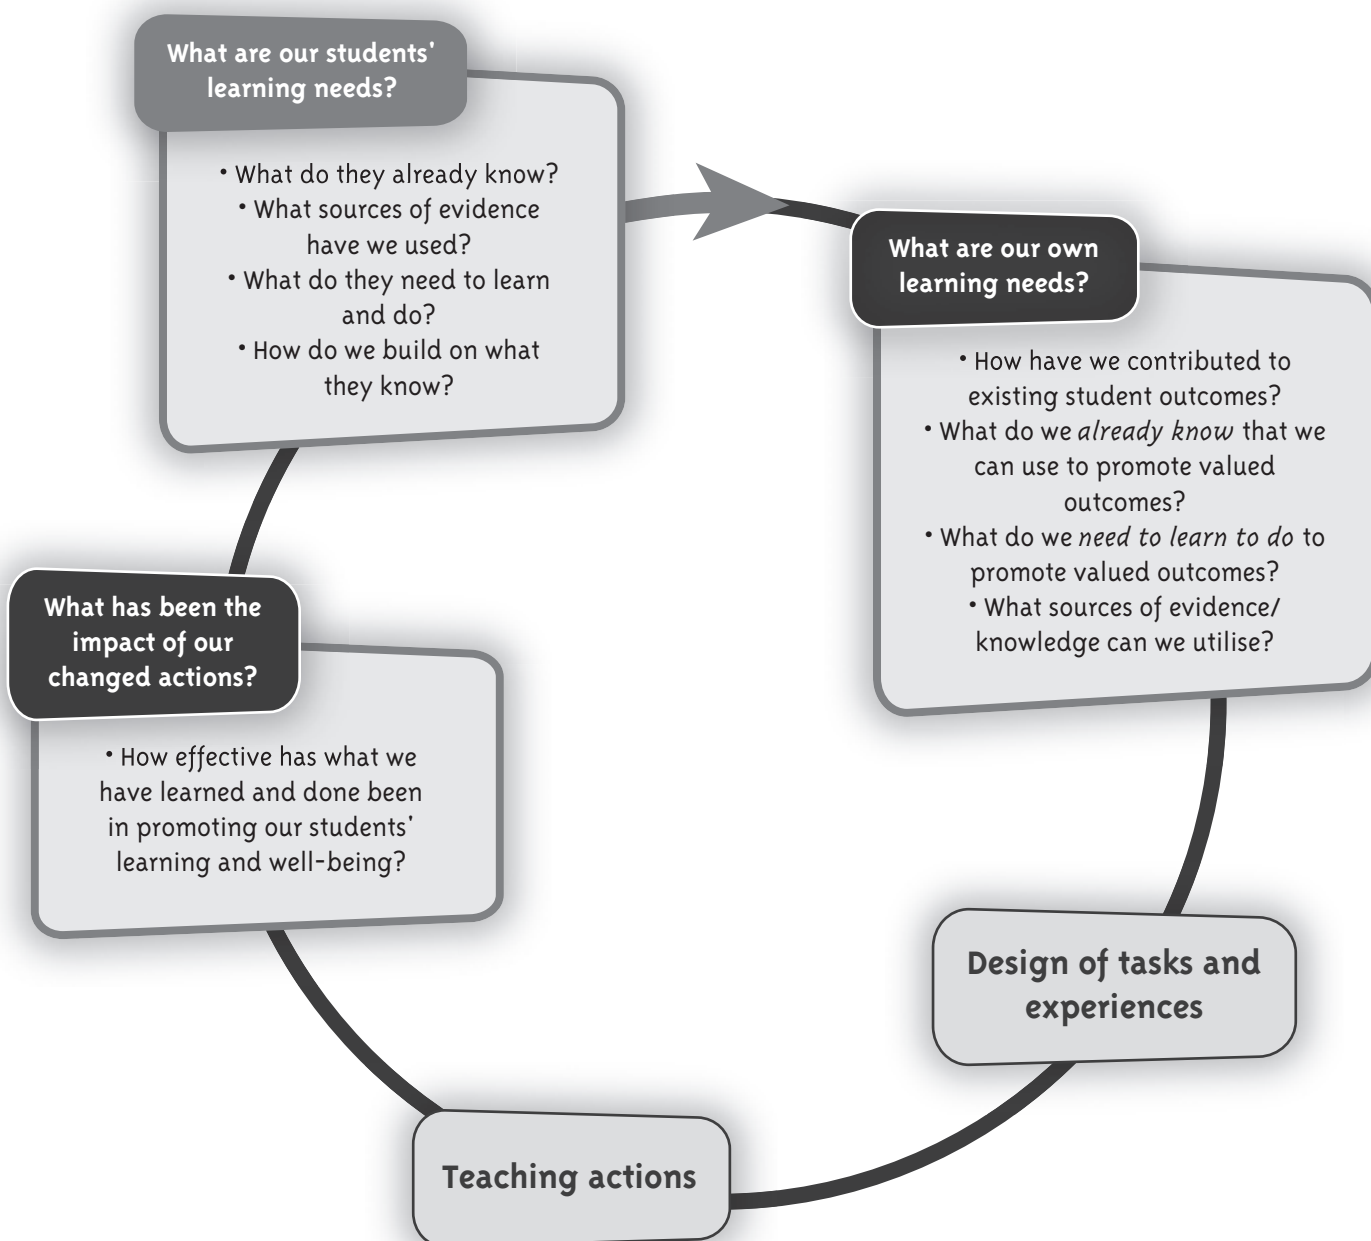 What are our students'
learning needs?
• What do they already know?
• What sources of evidence
have we used?
• What do they need to learn
and do?
• How do we build on what
they know?
What are our own
learning needs?
• How have we contributed to
existing student outcomes?
• What do we already know that we
can use to promote valued
outcomes?
• What do we need to learn to do to
promote valued outcomes?
• What sources of evidence/
knowledge can we utilise?
Design of tasks and
experiences
Teaching actions
What has been the
impact of our
changed actions?
• How effective has what we
have learned and done been
in promoting our students'
learning and well-being?